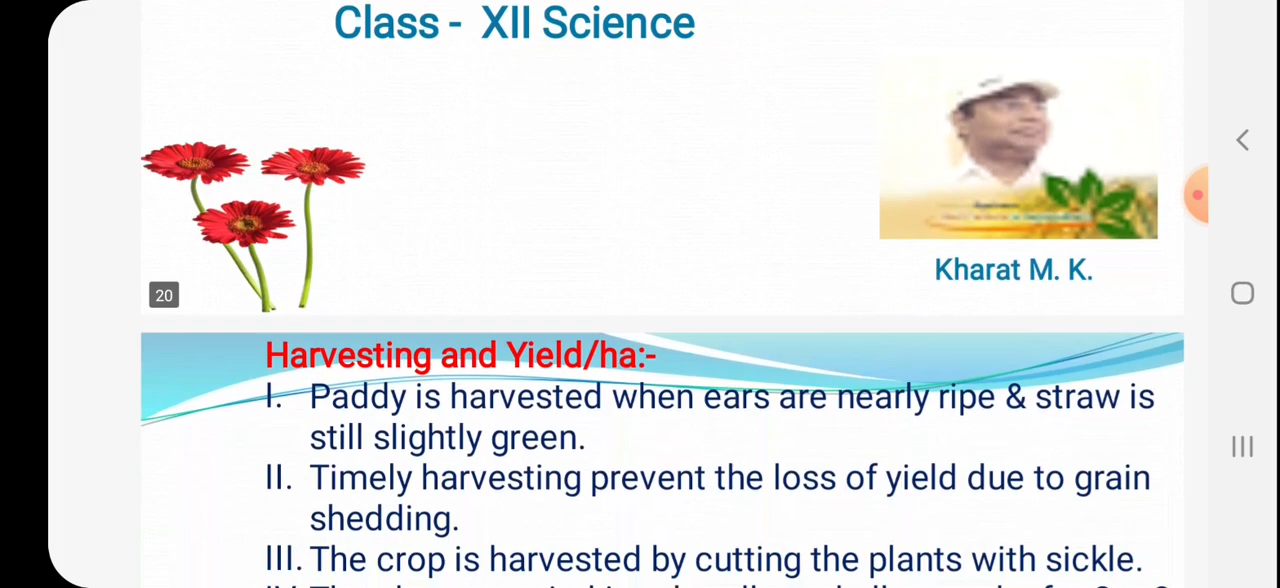 Class - XII Science
Kharat M. K.
20
Harvesting and Yield/ha:-
I. Paddy is harvested when ears are nearly ripe & straw is
still slightly green.
II. Timely harvesting prevent the loss of yield due to grain
shedding.
III. The crop is harvested by cutting the plants with sickle.